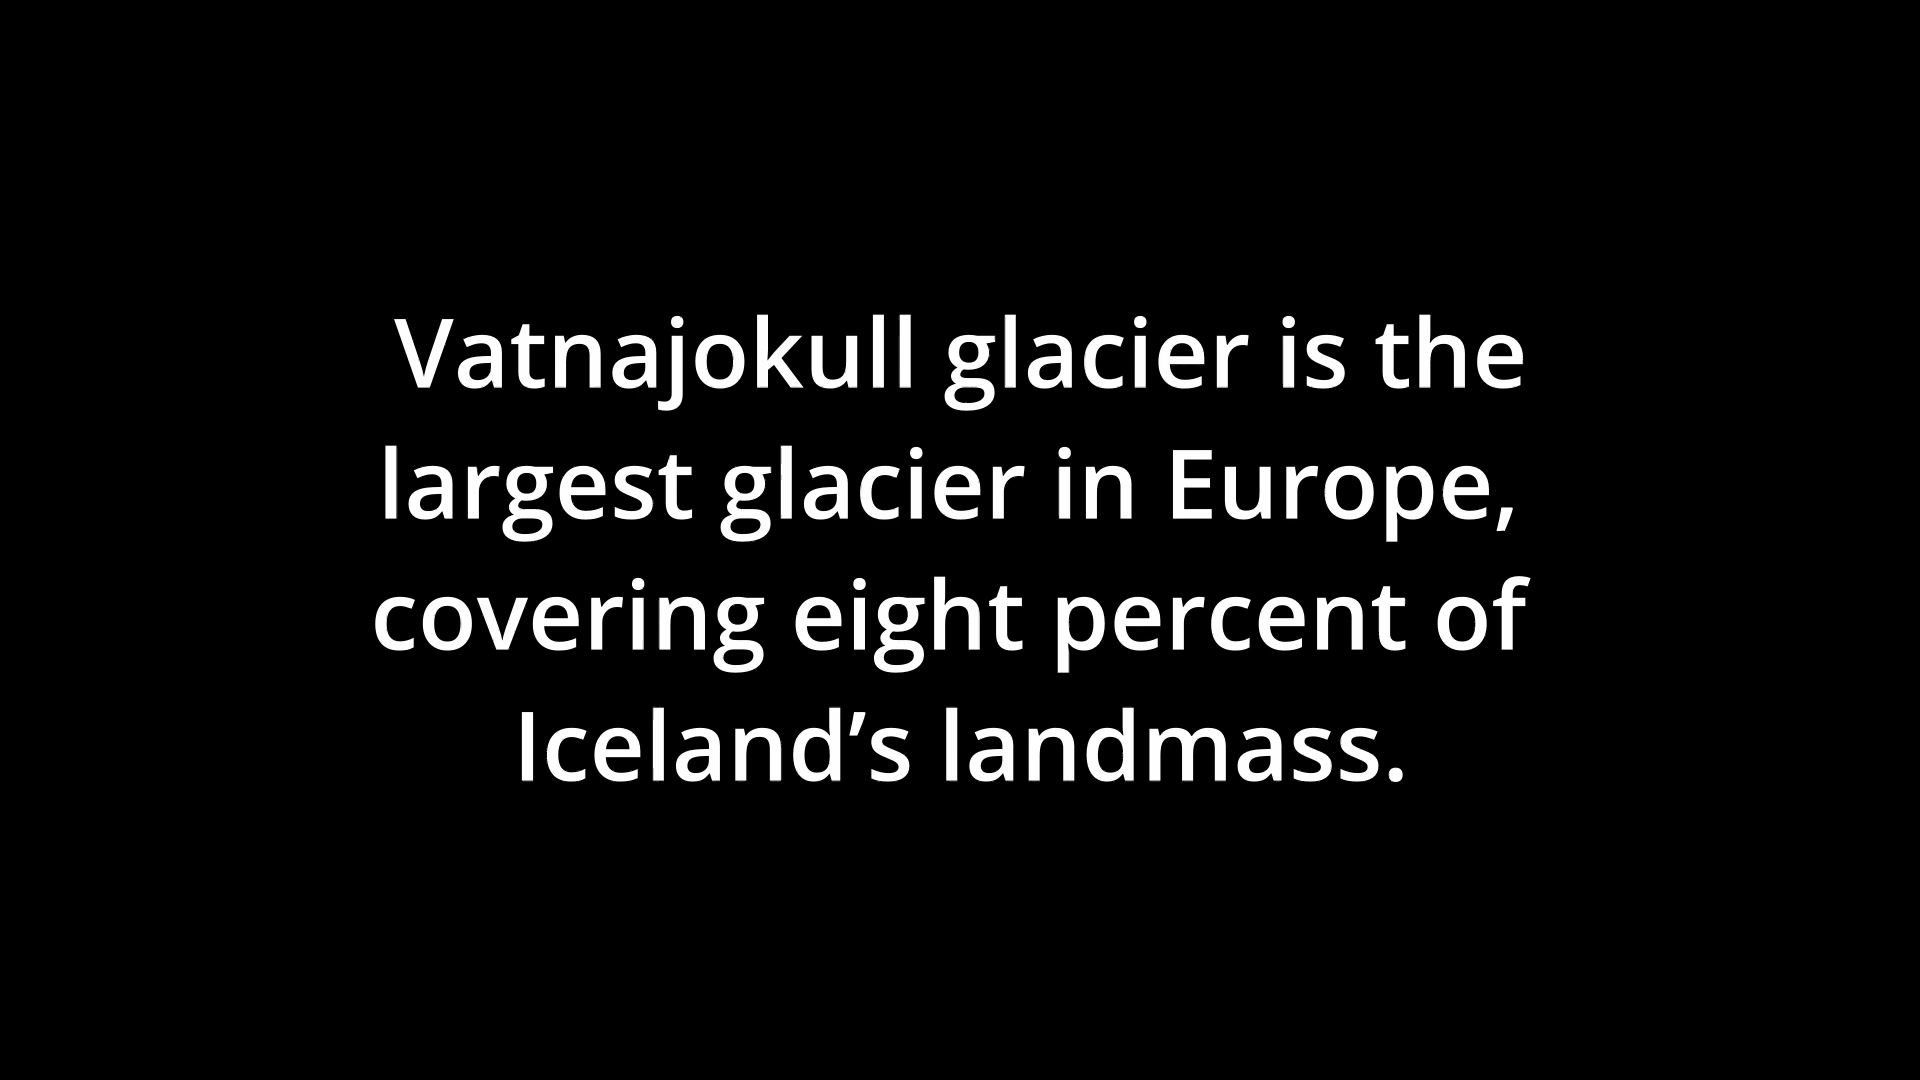 Vatnajokull glacier is the
largest glacier in Europe,
covering eight percent of
Iceland’s landmass.